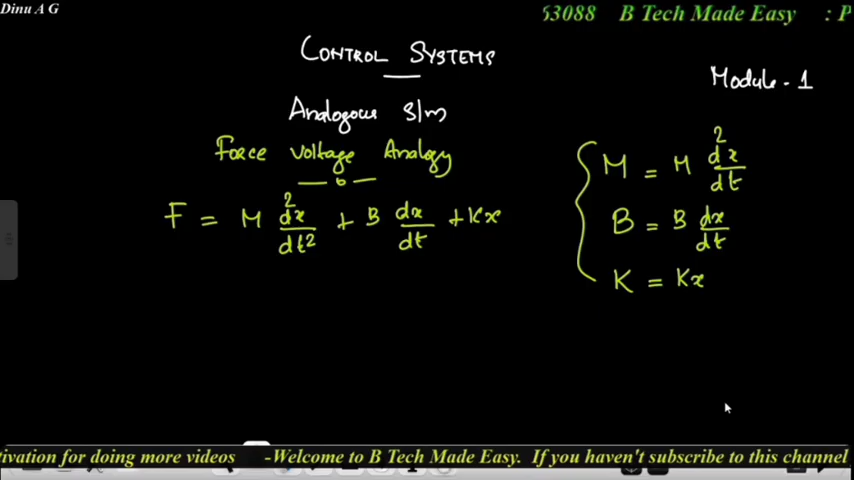 Dinu A G
53088 B Tech Made Easy : P
CONTROL SYSTEMS
Module - 1
Analogous S/m
Force Voltage Analogy
F = M d²x/dt² + B dx/dt + Kx
M = M d²x/dt
B = B dx/dt
K = Kx
tivation for doing more videos -Welcome to B Tech Made Easy. If you haven't subscribe to this channel